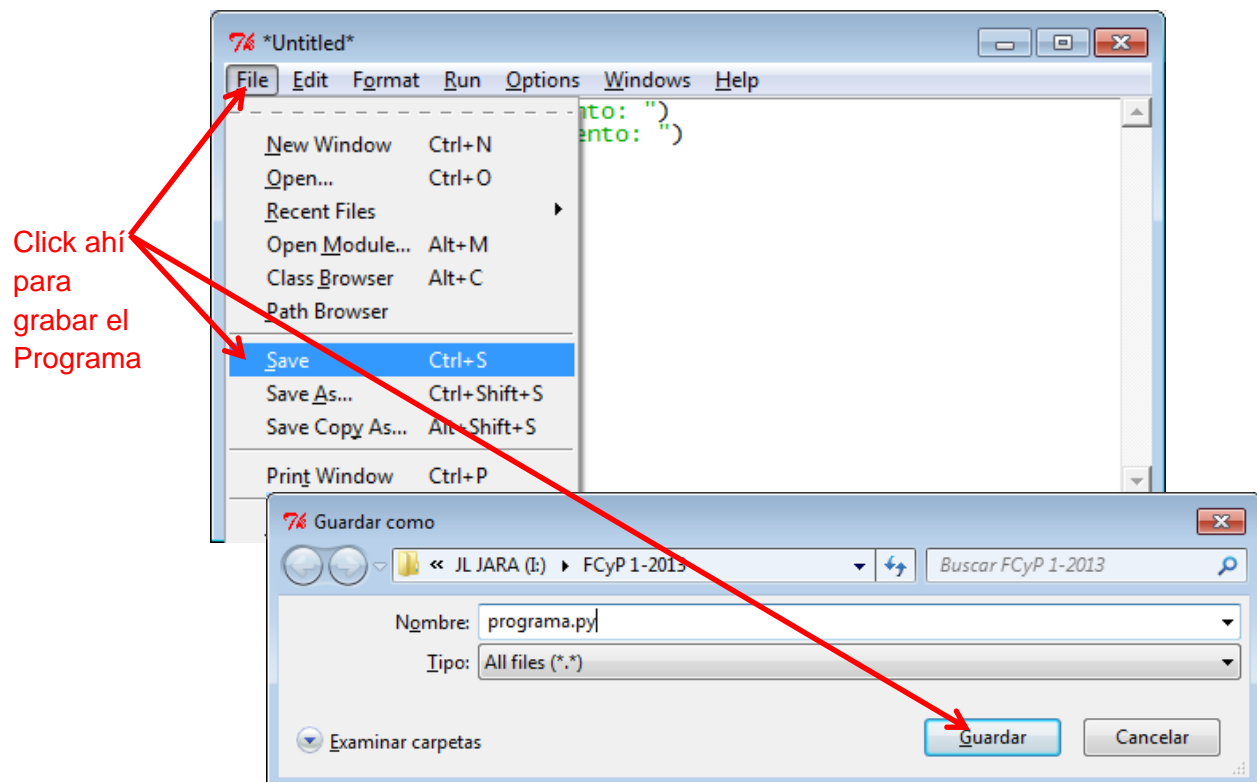 *Untitled*
File Edit Format Run Options Windows Help
to: ")
ento: ")
New Window Ctrl+N
Open... Ctrl+O
Recent Files
Open Module... Alt+M
Class Browser Alt+C
Path Browser
Save Ctrl+S
Save As... Ctrl+Shift+S
Save Copy As... Alt+Shift+S
Print Window Ctrl+P
Click ahí
para
grabar el
Programa
Guardar como
« JL JARA (I:) FCyP 1-2013 Buscar FCyP 1-2013
Nombre: programa.py
Tipo: All files (*.*)
Examinar carpetas Guardar Cancelar